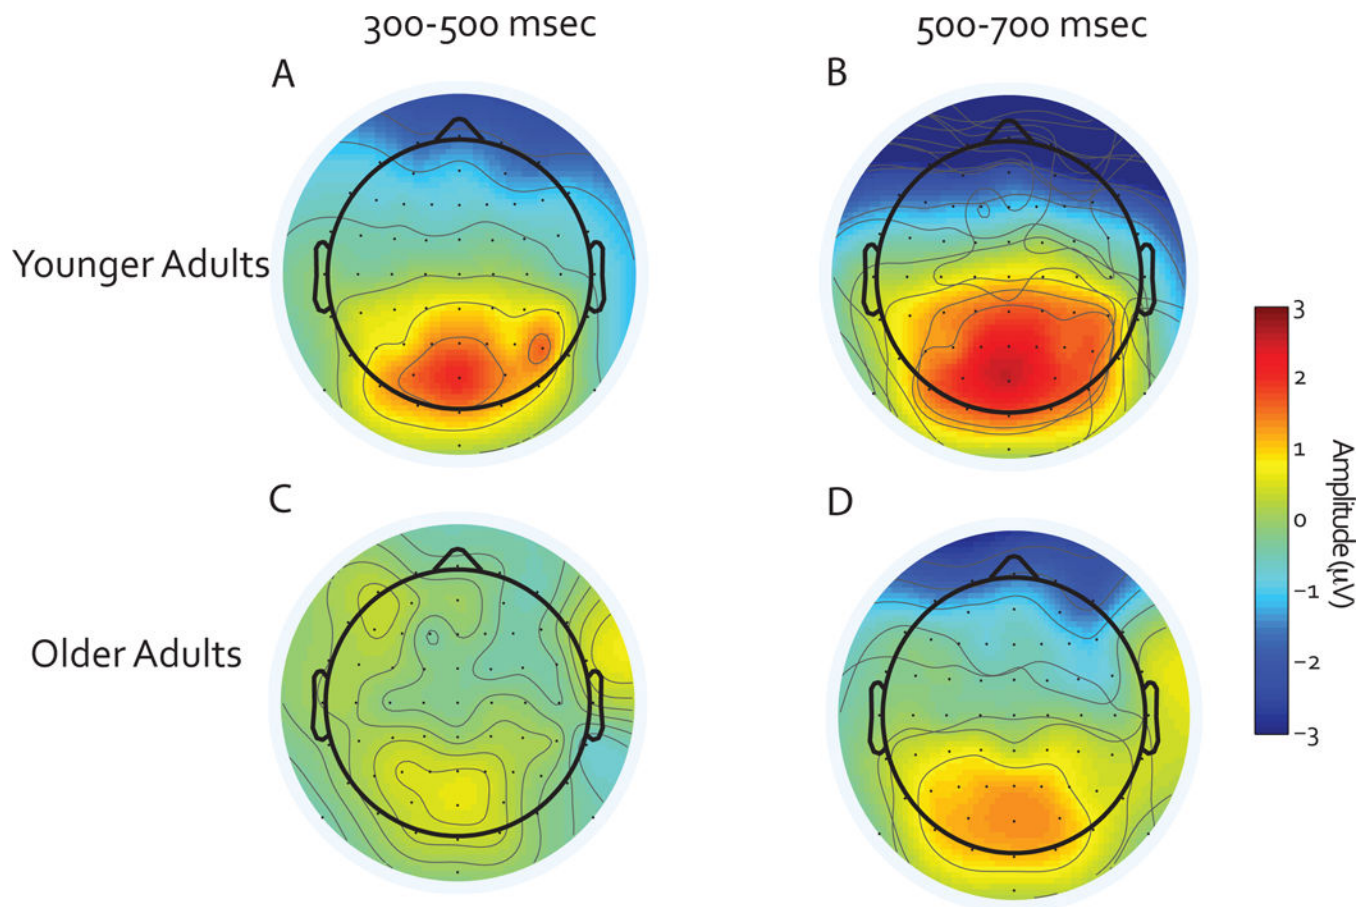 300-500 msec
500-700 msec
A
B
Younger Adults
C
D
Older Adults
3
2
1
0
−1
−2
−3
Amplitude(μV)